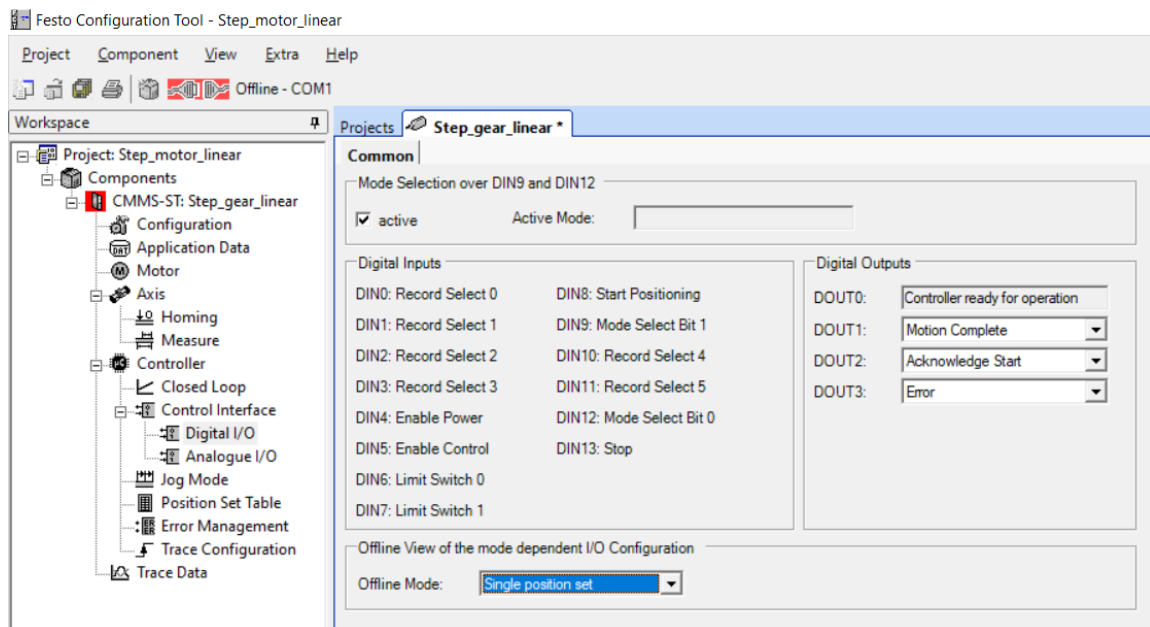 Festo Configuration Tool - Step_motor_linear
Project Component View Extra Help
Offline - COM1
Workspace
Project: Step_motor_linear
Components
CMMS-ST: Step_gear_linear
Configuration
Application Data
Motor
Axis
Homing
Measure
Controller
Closed Loop
Control Interface
Digital I/O
Analogue I/O
Jog Mode
Position Set Table
Error Management
Trace Configuration
Trace Data
Projects Step_gear_linear *
Common
Mode Selection over DIN9 and DIN12
active Active Mode:
Digital Inputs
DIN0: Record Select 0 DIN8: Start Positioning
DIN1: Record Select 1 DIN9: Mode Select Bit 1
DIN2: Record Select 2 DIN10: Record Select 4
DIN3: Record Select 3 DIN11: Record Select 5
DIN4: Enable Power DIN12: Mode Select Bit 0
DIN5: Enable Control DIN13: Stop
DIN6: Limit Switch 0
DIN7: Limit Switch 1
Digital Outputs
DOUT0: Controller ready for operation
DOUT1: Motion Complete
DOUT2: Acknowledge Start
DOUT3: Error
Offline View of the mode dependent I/O Configuration
Offline Mode: Single position set